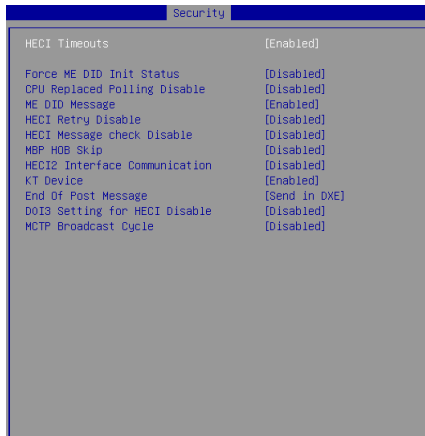 Security
HECI Timeouts [Enabled]
Force ME DID Init Status [Disabled]
CPU Replaced Polling Disable [Disabled]
ME DID Message [Enabled]
HECI Retry Disable [Disabled]
HECI Message check Disable [Disabled]
MBP HOB Skip [Disabled]
HECI2 Interface Communication [Disabled]
KT Device [Enabled]
End Of Post Message [Send in DXE]
DOI3 Setting for HECI Disable [Disabled]
MCTP Broadcast Cycle [Disabled]